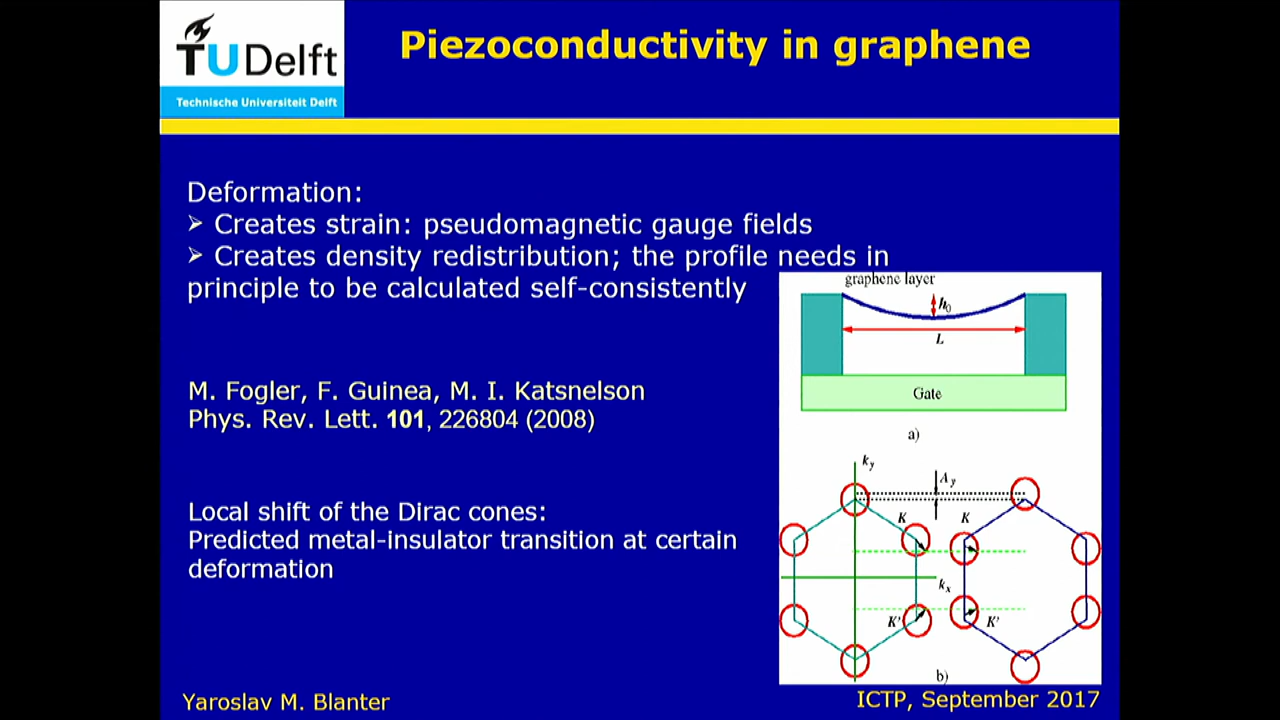 TUDelft
Technische Universiteit Delft
Piezoconductivity in graphene
Deformation:
➢ Creates strain: pseudomagnetic gauge fields
➢ Creates density redistribution; the profile needs in
principle to be calculated self-consistently
graphene layer
h0
L
Gate
a)
M. Fogler, F. Guinea, M. I. Katsnelson
Phys. Rev. Lett. 101, 226804 (2008)
Local shift of the Dirac cones:
Predicted metal-insulator transition at certain
deformation
ky
Ay
K
K
kx
K'
K'
b)
Yaroslav M. Blanter
ICTP, September 2017